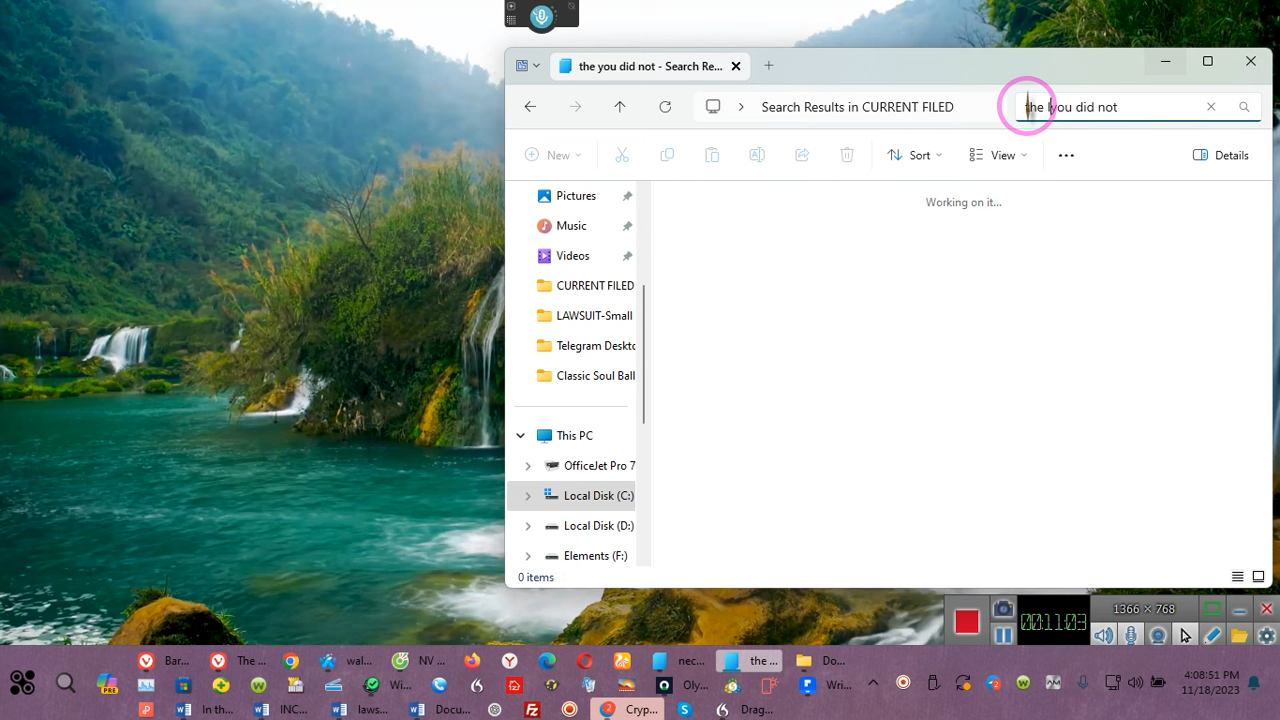 the you did not - Search Re...
Search Results in CURRENT FILED
the you did not
New
Sort
View
Details
Pictures
Working on it...
Music
Videos
CURRENT FILED
LAWSUIT-Small
Telegram Deskto
Classic Soul Ball
This PC
OfficeJet Pro 7
Local Disk (C:)
Local Disk (D:)
Elements (F:)
0 items
1366 × 768
00:11:03
Bar...
The ...
wal...
NV ...
nec...
the ...
Do...
PRE
Wi...
Oly...
Wri...
4:08:51 PM
11/18/2023
In th...
INC...
laws...
Docu...
Cryp...
Drag...